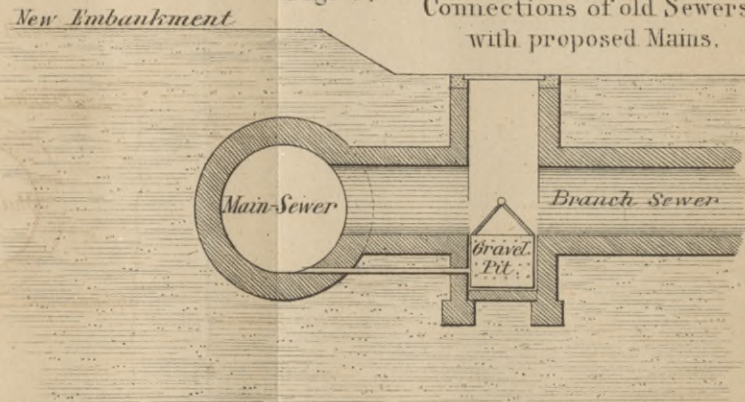 New Embankment
Connections of old Sewers
with proposed Mains.
Main-Sewer
Branch Sewer
Gravel
Pit.